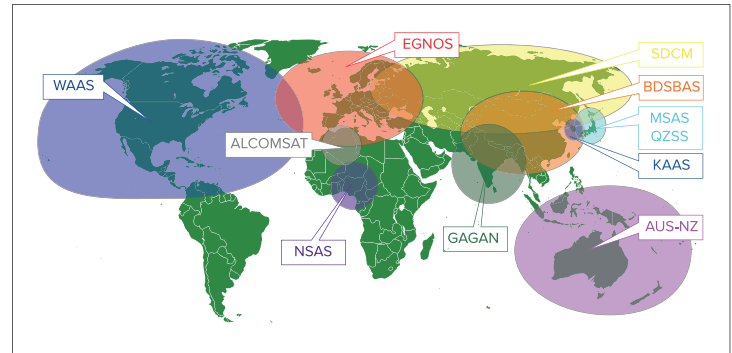 EGNOS
SDCM
WAAS
BDSBAS
MSAS
QZSS
ALCOMSAT
KAAS
AUS-NZ
GAGAN
NSAS